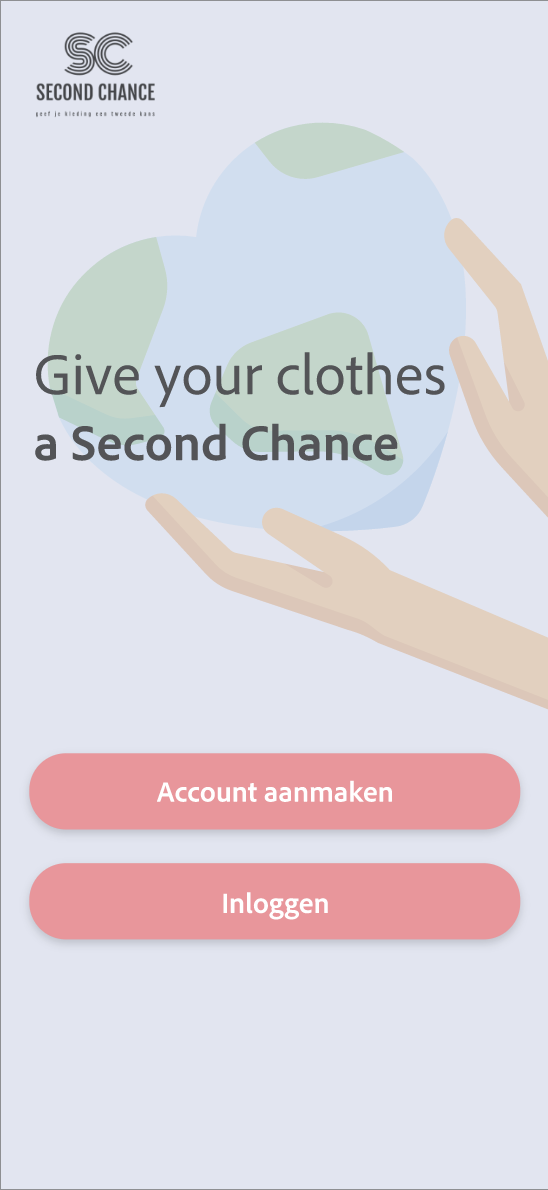 SC
SECOND CHANCE
geef je kleding een tweede kans
Give your clothes
a Second Chance
Account aanmaken
Inloggen